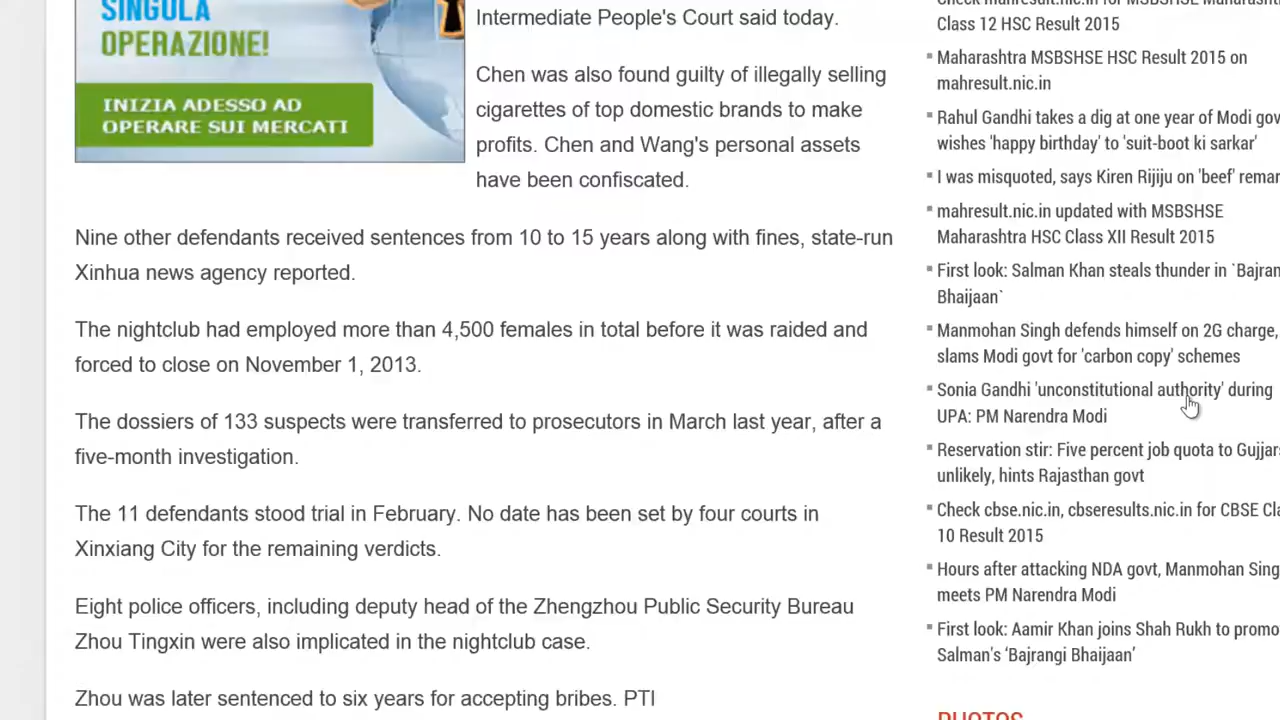 SINGOLA
OPERAZIONE!
INIZIA ADESSO AD
OPERARE SUI MERCATI
Intermediate People's Court said today.
Chen was also found guilty of illegally selling
cigarettes of top domestic brands to make
profits. Chen and Wang's personal assets
have been confiscated.
Nine other defendants received sentences from 10 to 15 years along with fines, state-run
Xinhua news agency reported.
The nightclub had employed more than 4,500 females in total before it was raided and
forced to close on November 1, 2013.
The dossiers of 133 suspects were transferred to prosecutors in March last year, after a
five-month investigation.
The 11 defendants stood trial in February. No date has been set by four courts in
Xinxiang City for the remaining verdicts.
Eight police officers, including deputy head of the Zhengzhou Public Security Bureau
Zhou Tingxin were also implicated in the nightclub case.
Zhou was later sentenced to six years for accepting bribes. PTI
Check mahresult.nic.in for MSBSHSE Maharasht
Class 12 HSC Result 2015
Maharashtra MSBSHSE HSC Result 2015 on
mahresult.nic.in
Rahul Gandhi takes a dig at one year of Modi gov
wishes 'happy birthday' to 'suit-boot ki sarkar'
I was misquoted, says Kiren Rijiju on 'beef' remar
mahresult.nic.in updated with MSBSHSE
Maharashtra HSC Class XII Result 2015
First look: Salman Khan steals thunder in `Bajran
Bhaijaan`
Manmohan Singh defends himself on 2G charge,
slams Modi govt for 'carbon copy' schemes
Sonia Gandhi 'unconstitutional authority' during
UPA: PM Narendra Modi
Reservation stir: Five percent job quota to Gujjars
unlikely, hints Rajasthan govt
Check cbse.nic.in, cbseresults.nic.in for CBSE Cla
10 Result 2015
Hours after attacking NDA govt, Manmohan Sing
meets PM Narendra Modi
First look: Aamir Khan joins Shah Rukh to promo
Salman's ‘Bajrangi Bhaijaan’
PHOTOS